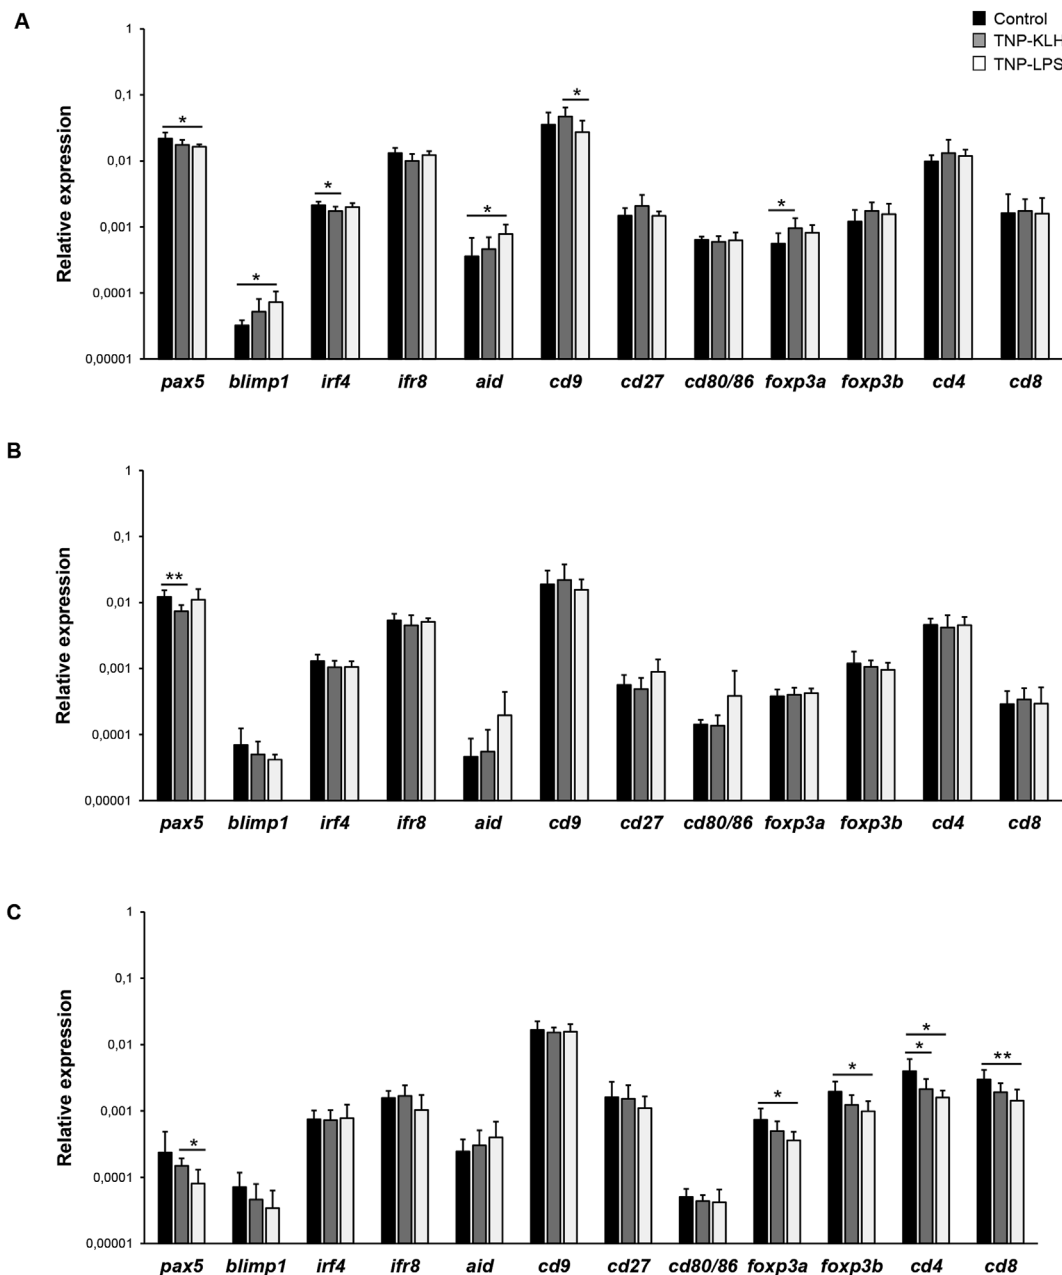 A
Control
TNP-KLH
TNP-LPS
Relative expression
1
0,1
0,01
0,001
0,0001
0,00001
* * * * * *
pax5 blimp1 irf4 ifr8 aid cd9 cd27 cd80/86 foxp3a foxp3b cd4 cd8
B
Relative expression
1
0,1
0,01
0,001
0,0001
0,00001
**
pax5 blimp1 irf4 ifr8 aid cd9 cd27 cd80/86 foxp3a foxp3b cd4 cd8
C
Relative expression
1
0,1
0,01
0,001
0,0001
0,00001
* * * * * **
pax5 blimp1 irf4 ifr8 aid cd9 cd27 cd80/86 foxp3a foxp3b cd4 cd8